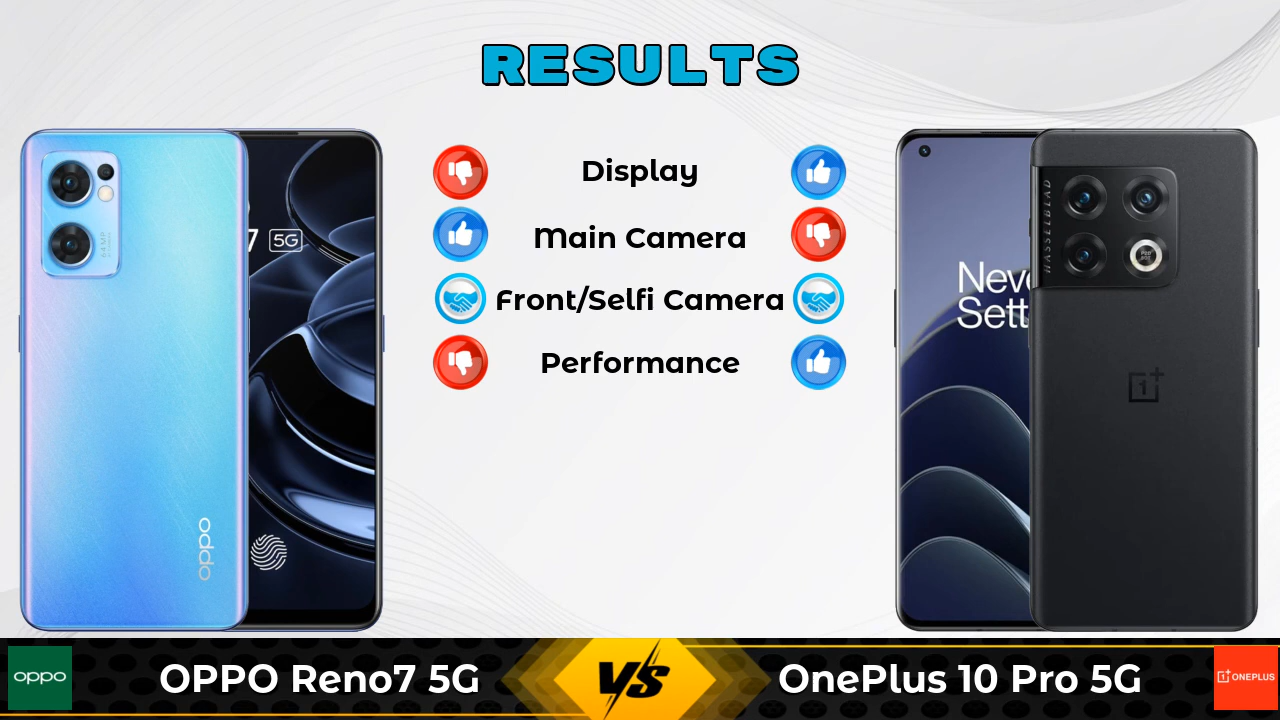 RESULTS
Display
Main Camera
Front/Selfi Camera
Performance
7 5G
oppo
HASSELBLAD
Neve
Sett
1+
oppo
OPPO Reno7 5G
VS
OnePlus 10 Pro 5G
1+ ONEPLUS